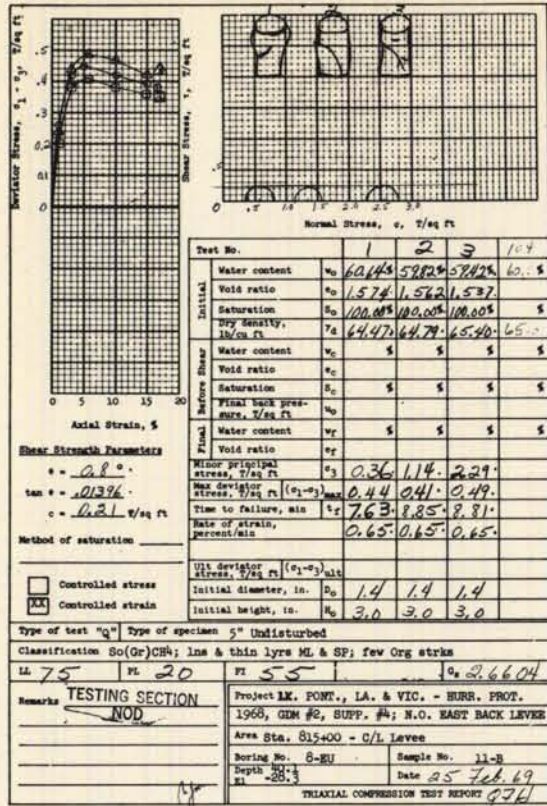 1 2 3
Deviator Stress, σ₁ - σ₃, T/sq ft
Shear Stress, τ, T/sq ft
.5
.4
.3
.2
.1
0
.5
0 .5 1.0 1.5 2.0 2.5 3.0
Normal Stress, σ, T/sq ft
0 5 10 15 20
Axial Strain, %
Shear Strength Parameters
φ = 0.8°
tan φ = .01396
c = 0.21 T/sq ft
Method of saturation
Controlled stress
XX Controlled strain
Test No. 1 2 3
Initial
Water content w₀ 60.64% 59.82% 59.42% %
Void ratio e₀ 1.574 1.562 1.537
Saturation S₀ 100.00% 100.00% 100.00% %
Dry density, lb/cu ft γd 64.47 64.79 65.40
Before Shear
Water content wc % % % %
Void ratio ec
Saturation Sc % % % %
Final back pressure, T/sq ft u₀
Final
Water content wf % % % %
Void ratio ef
Minor principal stress, T/sq ft σ₃ 0.36 1.14 2.29
Max deviator stress, T/sq ft (σ₁-σ₃)max 0.44 0.41 0.49
Time to failure, min tf 7.63 8.85 8.81
Rate of strain, percent/min 0.65 0.65 0.65
Ult deviator stress, T/sq ft (σ₁-σ₃)ult
Initial diameter, in. D₀ 1.4 1.4 1.4
Initial height, in. H₀ 3.0 3.0 3.0
Type of test "Q" Type of specimen 5" Undisturbed
Classification So(Gr)CH4; lns & thin lyrs ML & SP; few Org strks
LL 75 PL 20 PI 55 Gs 2.6604
Remarks TESTING SECTION
NOD
Project LK. PONT., LA. & VIC. - HURR. PROT.
1968, GDM #2, SUPP. #4; N.O. EAST BACK LEVEE
Area Sta. 815+00 - C/L Levee
Boring No. 8-EU Sample No. 11-B
Depth 40.1
El -28.3 Date 25 Feb. 69
TRIAXIAL COMPRESSION TEST REPORT